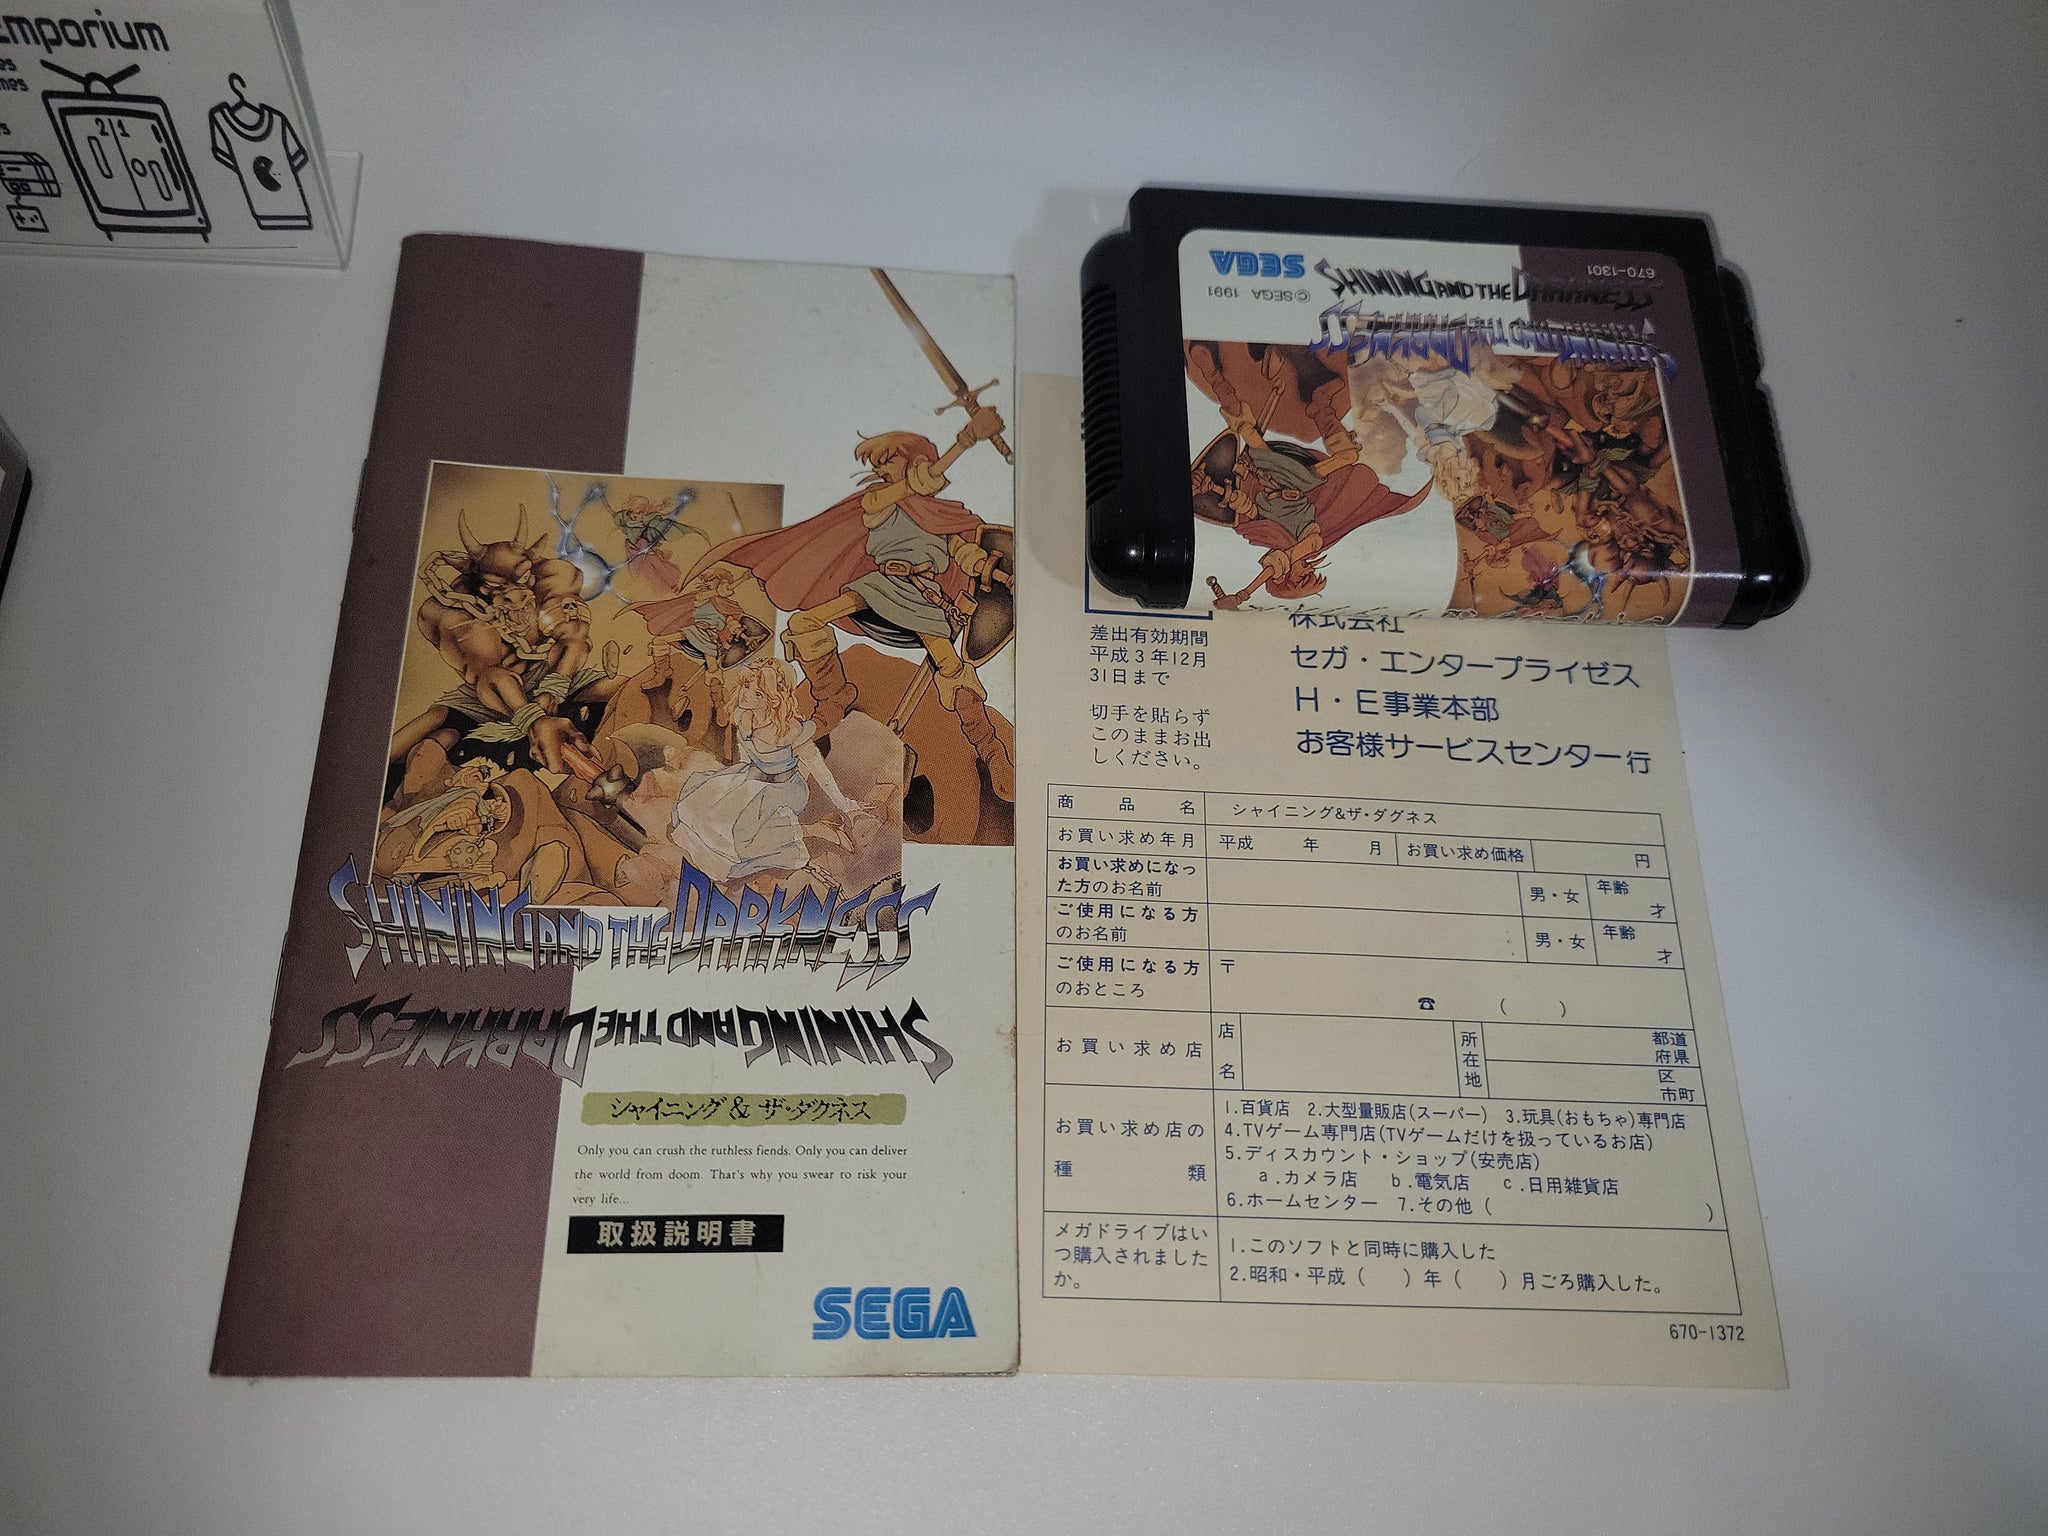 Emporium
21
SHINING AND THE DARKNESS
SHINING AND THE DARKNESS
シャイニング & ザ・ダクネス
Only you can crush the ruthless fiends. Only you can deliver
the world from doom. That's why you swear to risk your
very life...
取扱説明書
SEGA
670-1301
SEGA
©SEGA 1991
SHINING AND THE DARKNESS
SHINING AND THE DARKNESS
差出有効期間
平成3年12月
31日まで
切手を貼らず
このままお出
しください。
株式会社
セガ・エンタープライゼス
H・E事業本部
お客様サービスセンター行
商品名 シャイニング&ザ・ダグネス
お買い求め年月 平成 年 月 お買い求め価格 円
お買い求めになっ
た方のお名前 男・女 年齢 才
ご使用になる方
のお名前 男・女 年齢 才
ご使用になる方
のおところ 〒
☎ ( )
お買い求め店 店名 所在地 都道
府県
区
市町
お買い求め店の
種類
1.百貨店 2.大型量販店(スーパー) 3.玩具(おもちゃ)専門店
4.TVゲーム専門店(TVゲームだけを扱っているお店)
5.ディスカウント・ショップ(安売店)
a.カメラ店 b.電気店 c.日用雑貨店
6.ホームセンター 7.その他( )
メガドライブはい
つ購入されました
か。
1.このソフトと同時に購入した
2.昭和・平成( )年( )月ごろ購入した。
670-1372